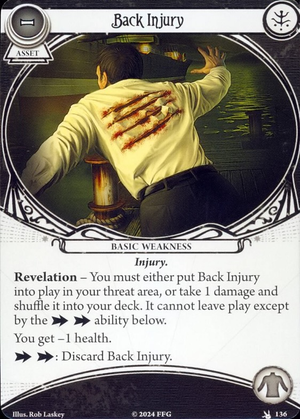 Back Injury
ASSET
BASIC WEAKNESS
Injury.
Revelation – You must either put Back Injury
into play in your threat area, or take 1 damage and
shuffle it into your deck. It cannot leave play except
by the ability below.
You get –1 health.
: Discard Back Injury.
Illus. Rob Laskey
© 2024 FFG
136